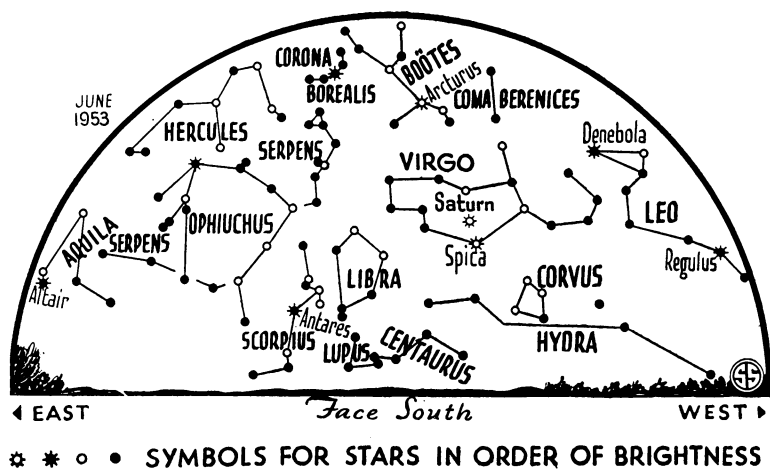 CORONA
BOREALIS
BOÖTES
Arcturus
COMA BERENICES
JUNE
1953
HERCULES
SERPENS
VIRGO
Denebola
Saturn
LEO
AQUILA
SERPENS
OPHIUCHUS
Spica
Regulus
Altair
LIBRA
CORVUS
Antares
SCORPIUS
LUPUS
CENTAURUS
HYDRA
SS
EAST
Face South
WEST
SYMBOLS FOR STARS IN ORDER OF BRIGHTNESS